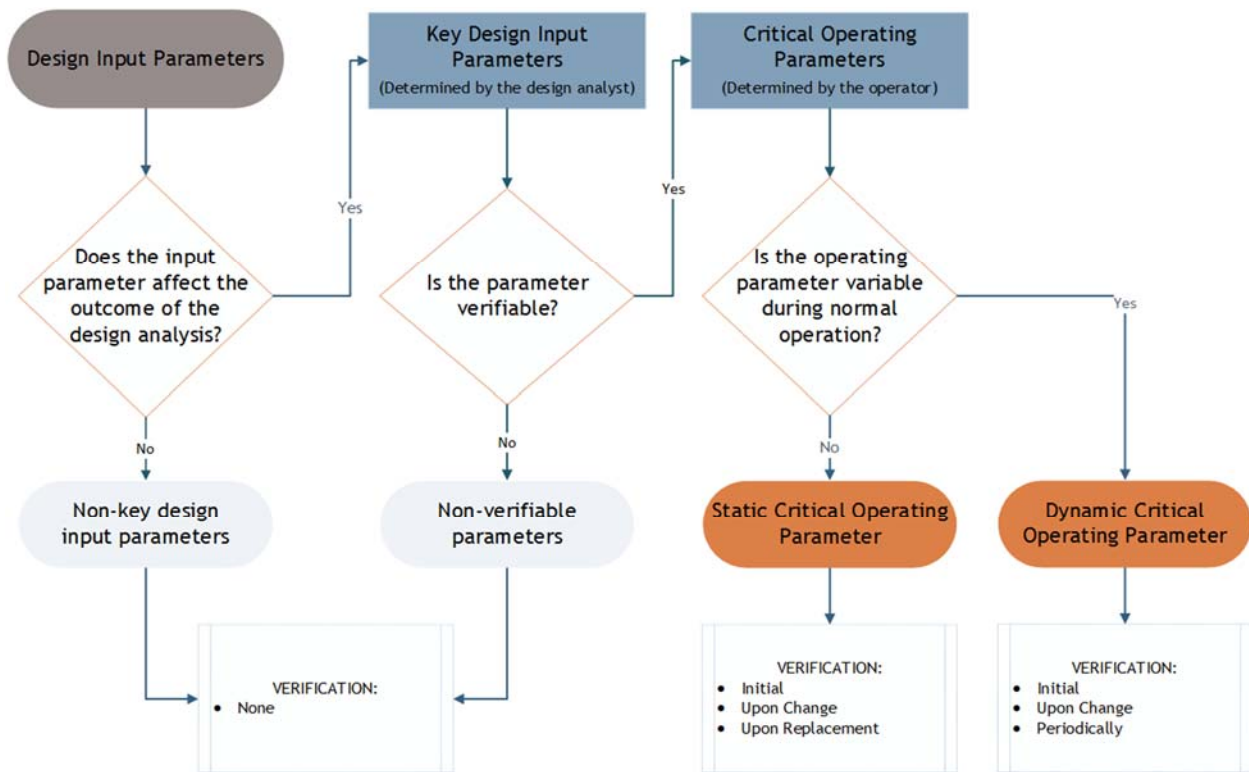 Design Input Parameters
Key Design Input
Parameters
(Determined by the design analyst)
Critical Operating
Parameters
(Determined by the operator)
Yes
Yes
Does the input
parameter affect the
outcome of the
design analysis?
Is the parameter
verifiable?
Is the operating
parameter variable
during normal
operation?
Yes
No
No
No
Non-key design
input parameters
Non-verifiable
parameters
Static Critical Operating
Parameter
Dynamic Critical
Operating Parameter
VERIFICATION:
• None
VERIFICATION:
• Initial
• Upon Change
• Upon Replacement
VERIFICATION:
• Initial
• Upon Change
• Periodically